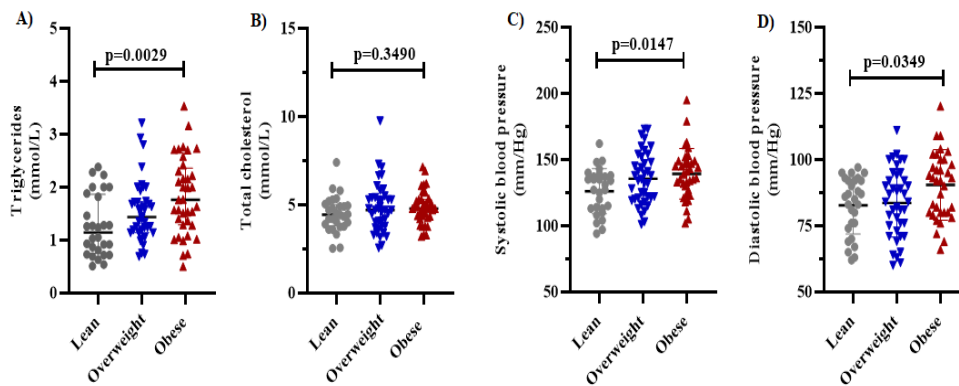 A)
Triglycerides
(mmol/L)
5
4
3
2
1
0
p=0.0029
Lean
Overweight
Obese
B)
Total cholesterol
(mmol/L)
15
10
5
0
p=0.3490
Lean
Overweight
Obese
C)
Systolic blood pressure
(mm/Hg)
250
200
150
100
50
p=0.0147
Lean
Overweight
Obese
D)
Diastolic blood presssure
(mm/Hg)
150
125
100
75
50
p=0.0349
Lean
Overweight
Obese